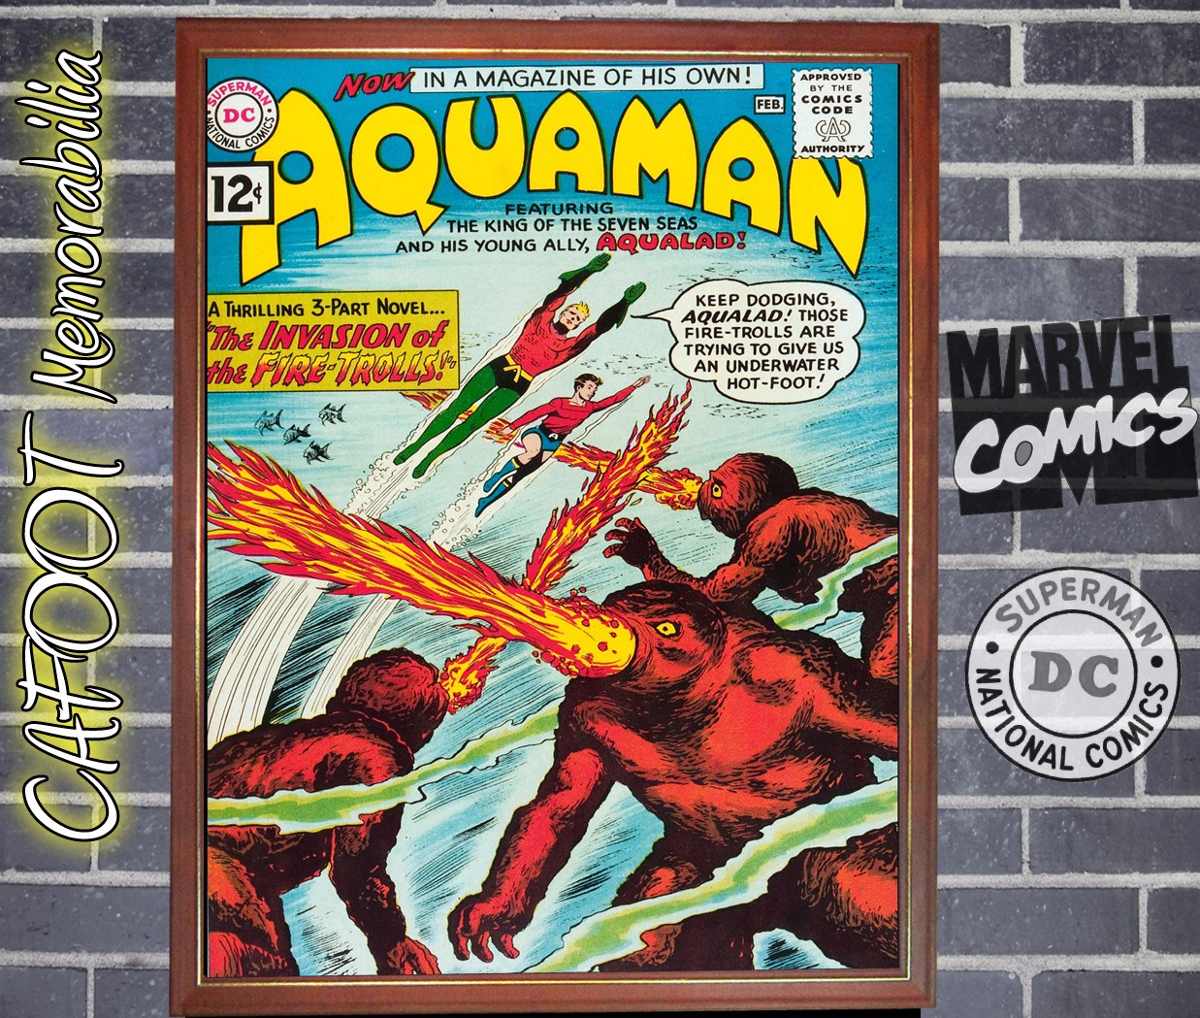 CAFOOT Memorabilia
NOW IN A MAGAZINE OF HIS OWN!
SUPERMAN
DC
NATIONAL COMICS
12¢
AQUAMAN
FEB.
APPROVED
BY THE
COMICS
CODE
CA
AUTHORITY
FEATURING
THE KING OF THE SEVEN SEAS
AND HIS YOUNG ALLY, AQUALAD!
A THRILLING 3-PART NOVEL...
"The INVASION of
the FIRE-TROLLS!"
KEEP DODGING,
AQUALAD! THOSE
FIRE-TROLLS ARE
TRYING TO GIVE US
AN UNDERWATER
HOT-FOOT!
MARVEL
COMICS
SUPERMAN
DC
NATIONAL COMICS